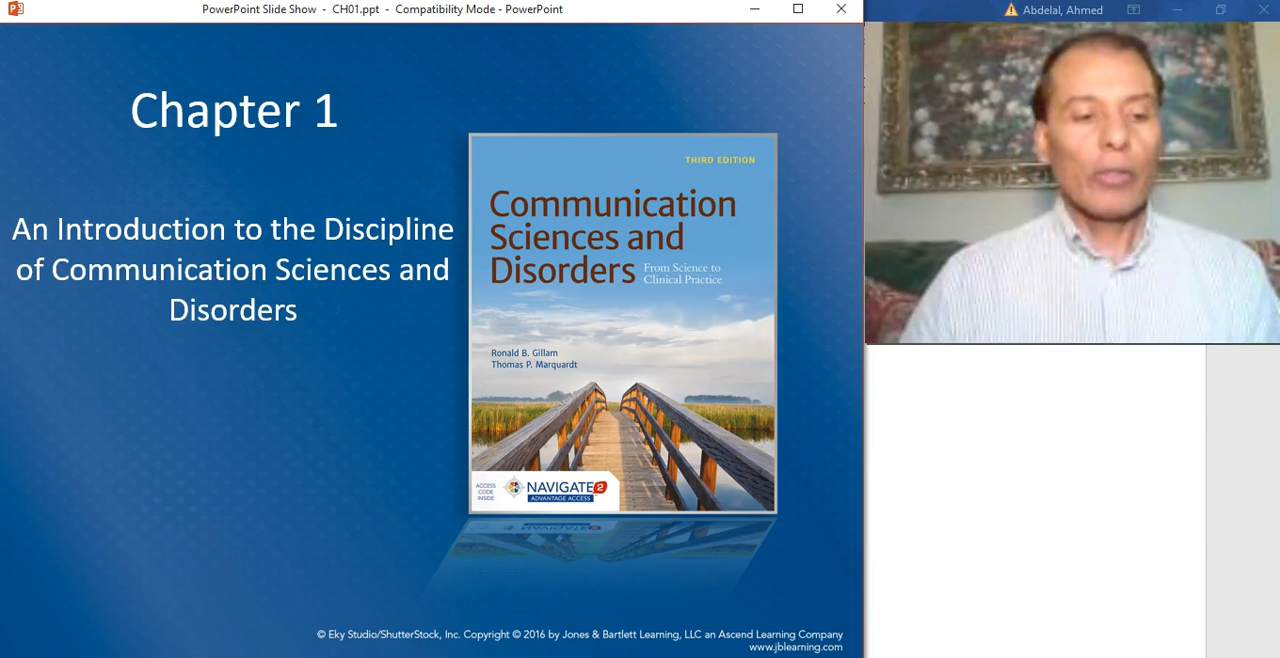 PowerPoint Slide Show - CH01.ppt - Compatibility Mode - PowerPoint
Abdelal, Ahmed
Chapter 1
An Introduction to the Discipline
of Communication Sciences and
Disorders
THIRD EDITION
Communication
Sciences and
Disorders
From Science to
Clinical Practice
Ronald B. Gillam
Thomas P. Marquardt
ACCESS
CODE
INSIDE
NAVIGATE 2
ADVANTAGE ACCESS
© Eky Studio/ShutterStock, Inc. Copyright © 2016 by Jones & Bartlett Learning, LLC an Ascend Learning Company
www.jblearning.com